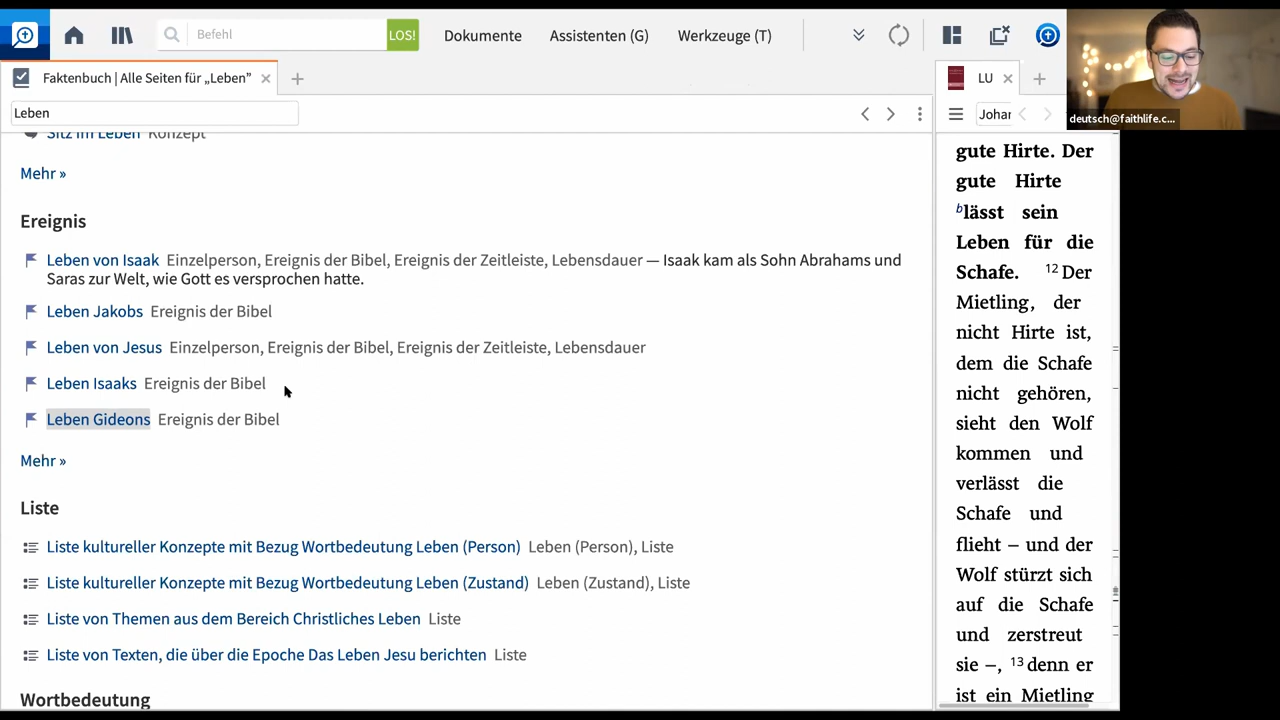 Befehl
LOS!
Dokumente
Assistenten (G)
Werkzeuge (T)
Faktenbuch | Alle Seiten für „Leben”
LU
Leben
Johar
deutsch@faithlife.c...
Sitz im Leben Konzept
Mehr »
Ereignis
Leben von Isaak Einzelperson, Ereignis der Bibel, Ereignis der Zeitleiste, Lebensdauer — Isaak kam als Sohn Abrahams und
Saras zur Welt, wie Gott es versprochen hatte.
Leben Jakobs Ereignis der Bibel
Leben von Jesus Einzelperson, Ereignis der Bibel, Ereignis der Zeitleiste, Lebensdauer
Leben Isaaks Ereignis der Bibel
Leben Gideons Ereignis der Bibel
Mehr »
Liste
Liste kultureller Konzepte mit Bezug Wortbedeutung Leben (Person) Leben (Person), Liste
Liste kultureller Konzepte mit Bezug Wortbedeutung Leben (Zustand) Leben (Zustand), Liste
Liste von Themen aus dem Bereich Christliches Leben Liste
Liste von Texten, die über die Epoche Das Leben Jesu berichten Liste
Wortbedeutung
gute Hirte. Der
gute Hirte
b lässt sein
Leben für die
Schafe. 12 Der
Mietling, der
nicht Hirte ist,
dem die Schafe
nicht gehören,
sieht den Wolf
kommen und
verlässt die
Schafe und
flieht – und der
Wolf stürzt sich
auf die Schafe
und zerstreut
sie –, 13 denn er
ist ein Mietling